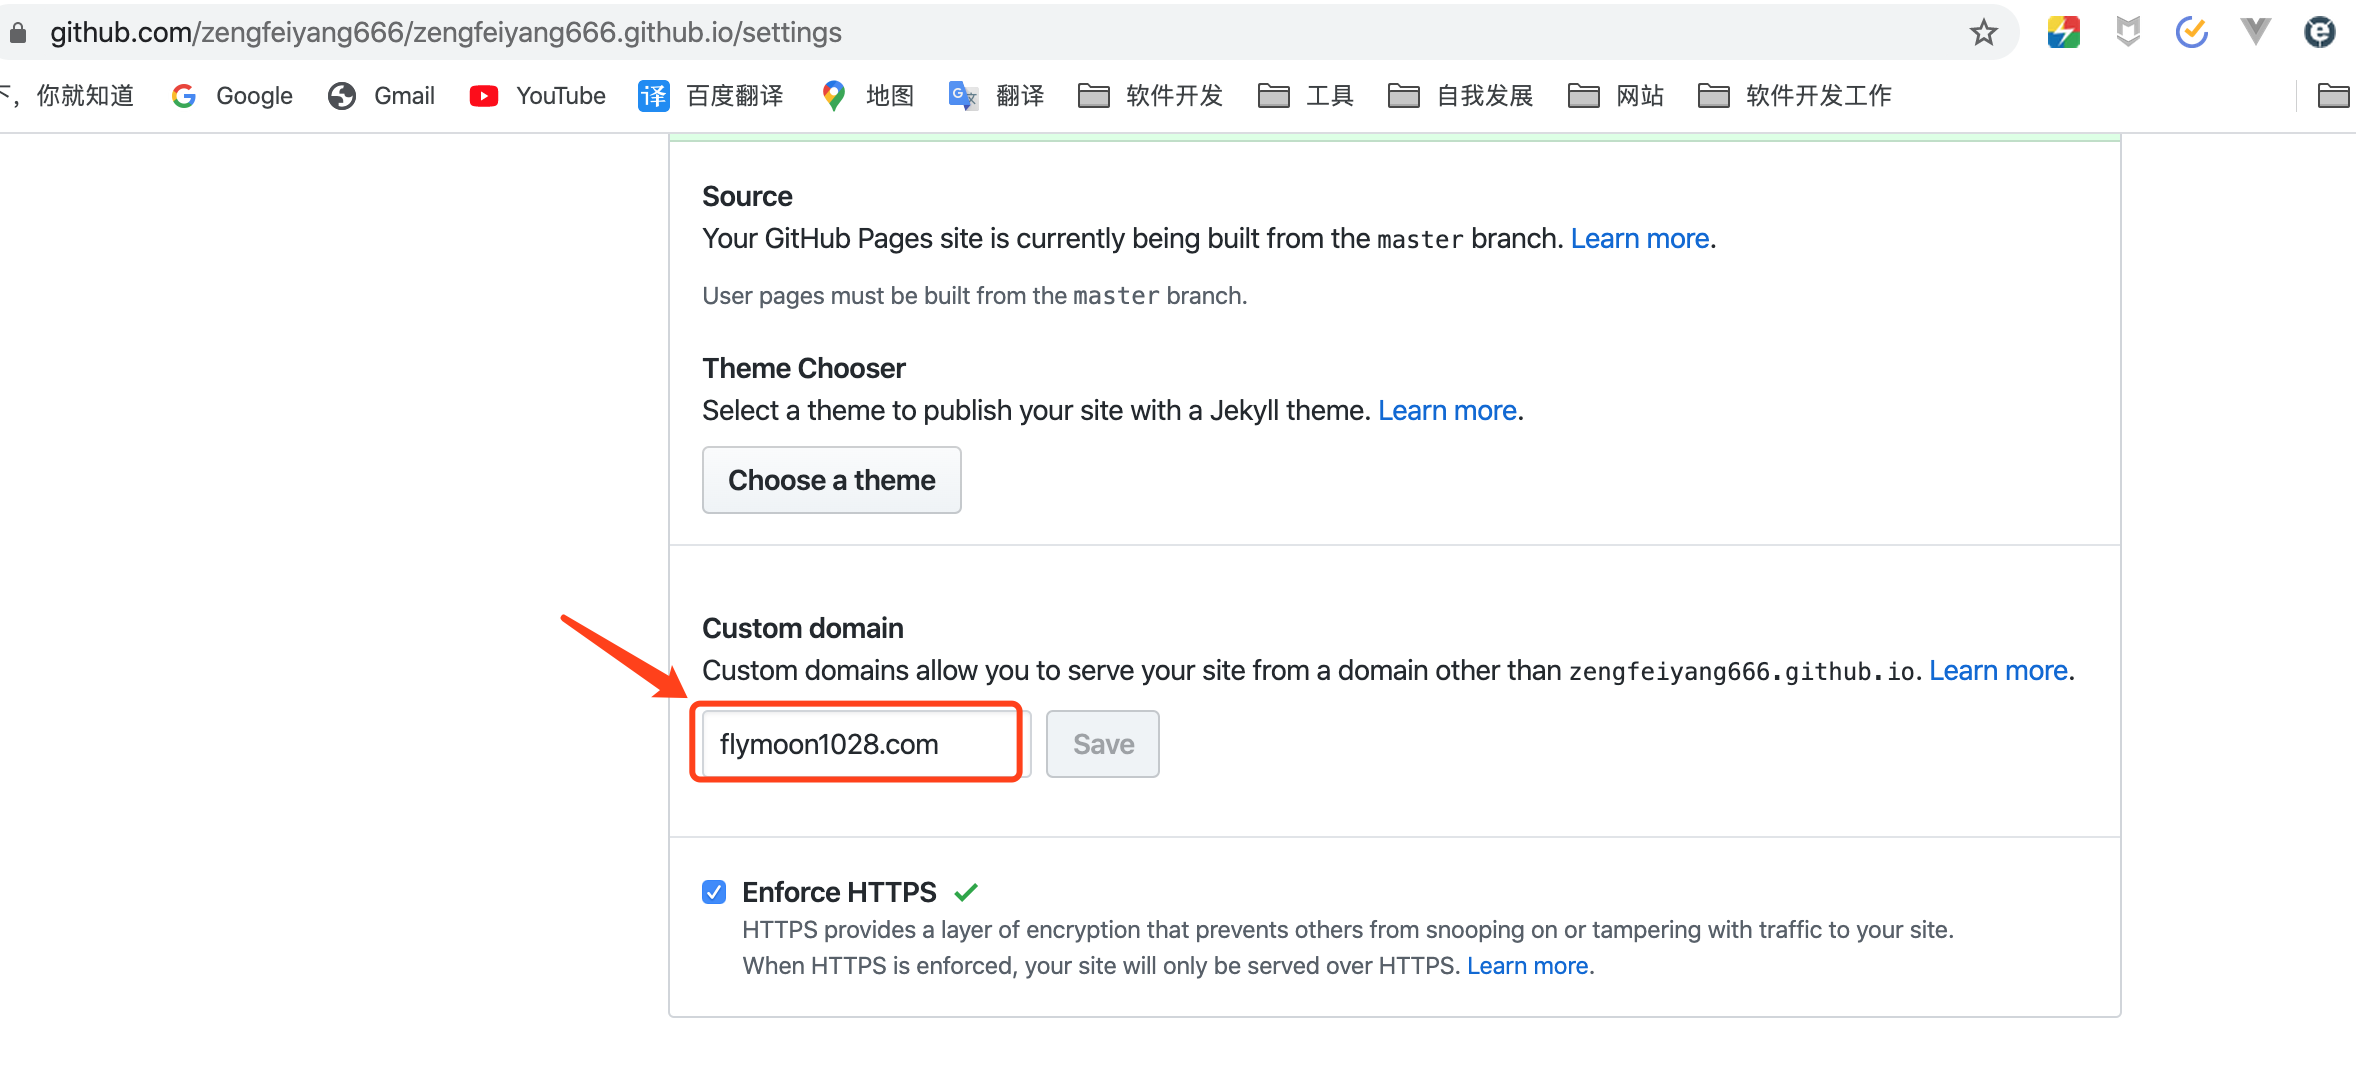 github.com/zengfeiyang666/zengfeiyang666.github.io/settings
下，你就知道 Google Gmail YouTube 译 百度翻译 地图 翻译 软件开发 工具 自我发展 网站 软件开发工作
Source
Your GitHub Pages site is currently being built from the master branch. Learn more.
User pages must be built from the master branch.
Theme Chooser
Select a theme to publish your site with a Jekyll theme. Learn more.
Choose a theme
Custom domain
Custom domains allow you to serve your site from a domain other than zengfeiyang666.github.io. Learn more.
flymoon1028.com Save
Enforce HTTPS
HTTPS provides a layer of encryption that prevents others from snooping on or tampering with traffic to your site.
When HTTPS is enforced, your site will only be served over HTTPS. Learn more.